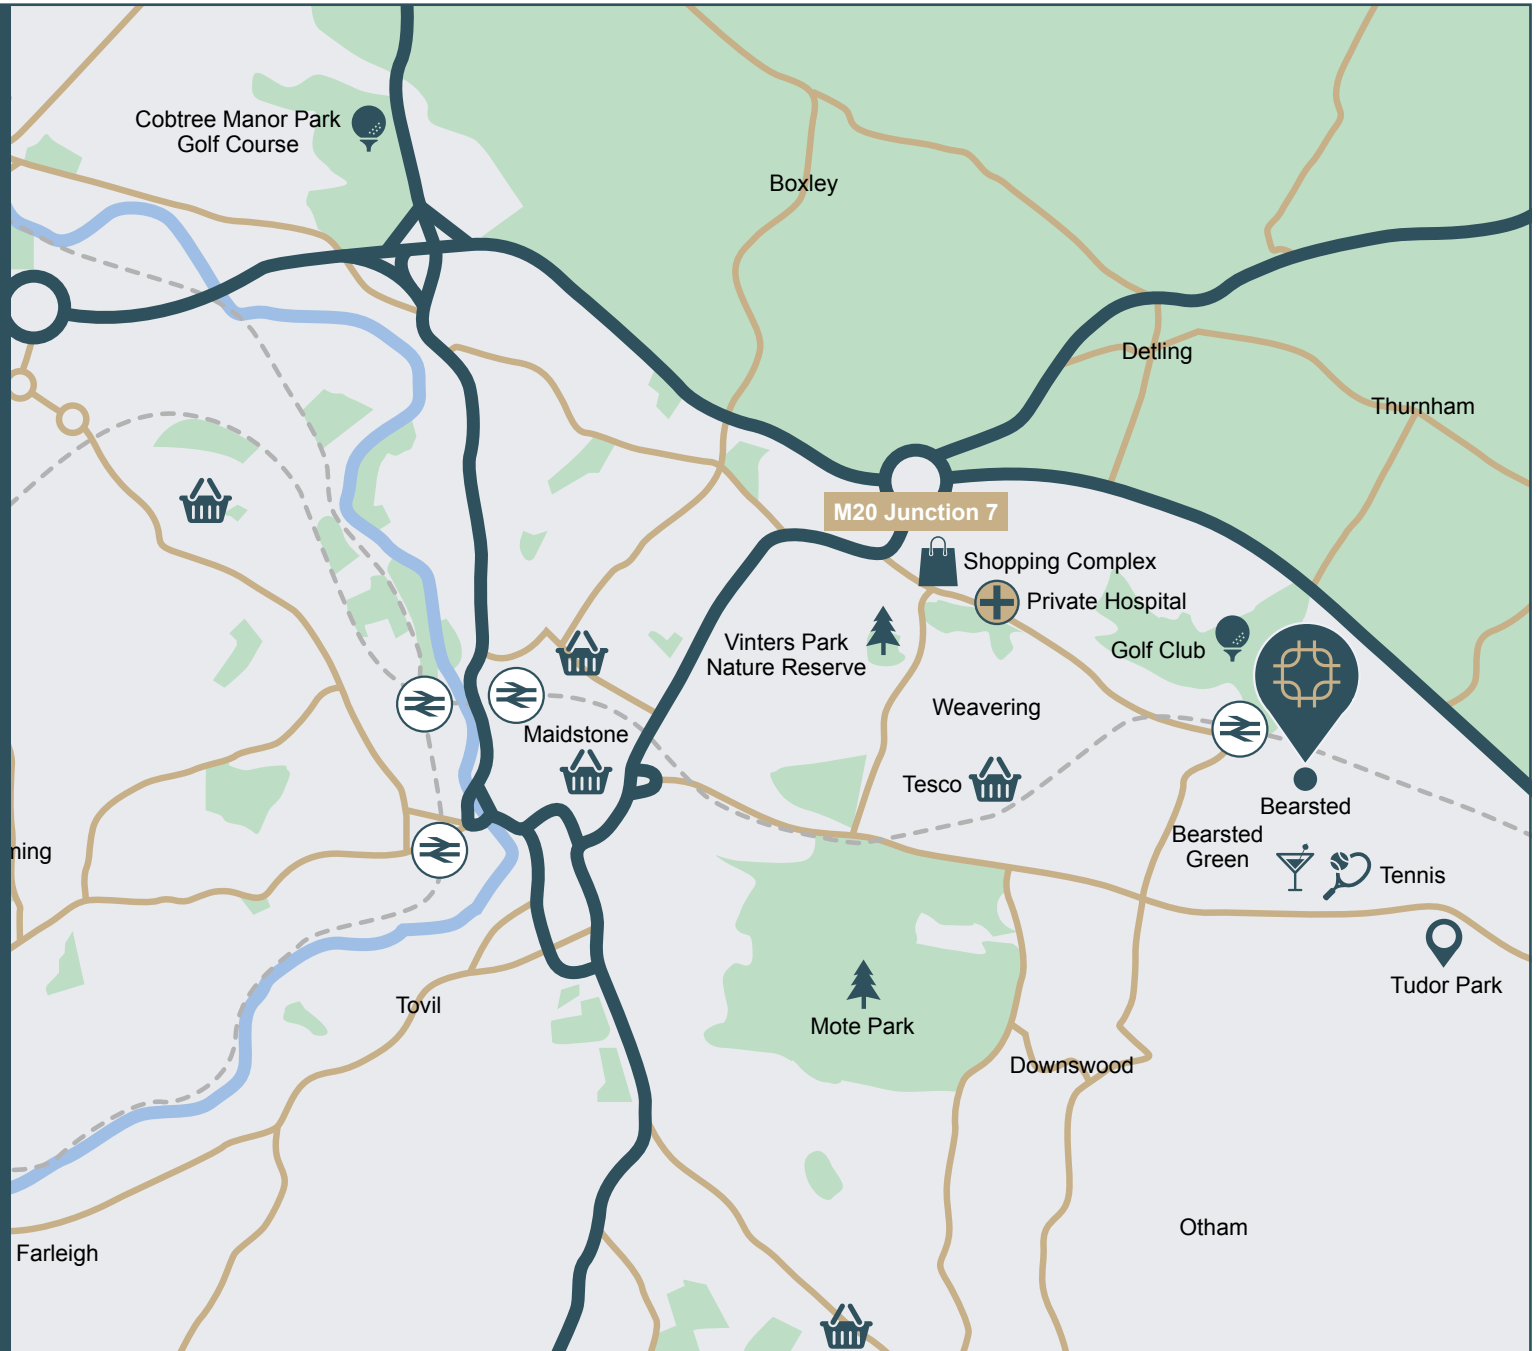 Cobtree Manor Park
Golf Course
Boxley
Detling
Thurnham
M20 Junction 7
Shopping Complex
Private Hospital
Vinters Park
Nature Reserve
Golf Club
Weavering
Maidstone
Tesco
Bearsted
Bearsted
Green
Tennis
ming
Tudor Park
Tovil
Mote Park
Downswood
Otham
Farleigh